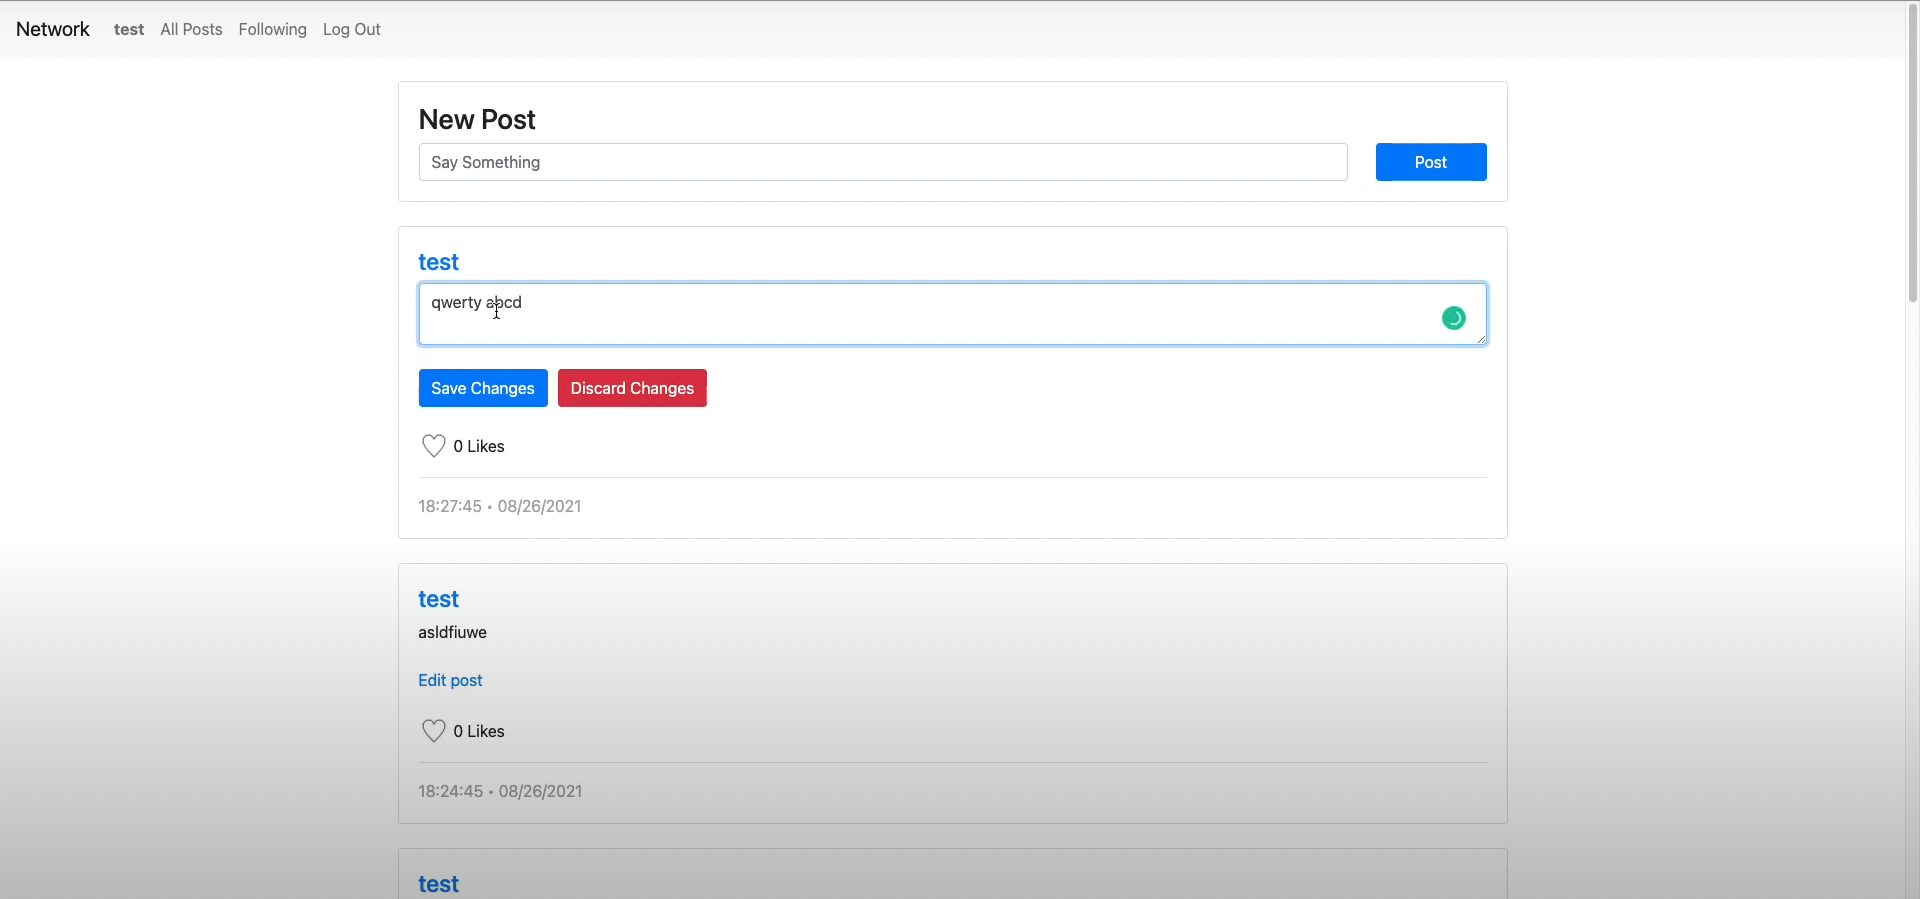 Network test All Posts Following Log Out
New Post
Say Something Post
test
qwerty abcd
Save Changes Discard Changes
0 Likes
18:27:45 • 08/26/2021
test
asldfiuwe
Edit post
0 Likes
18:24:45 • 08/26/2021
test